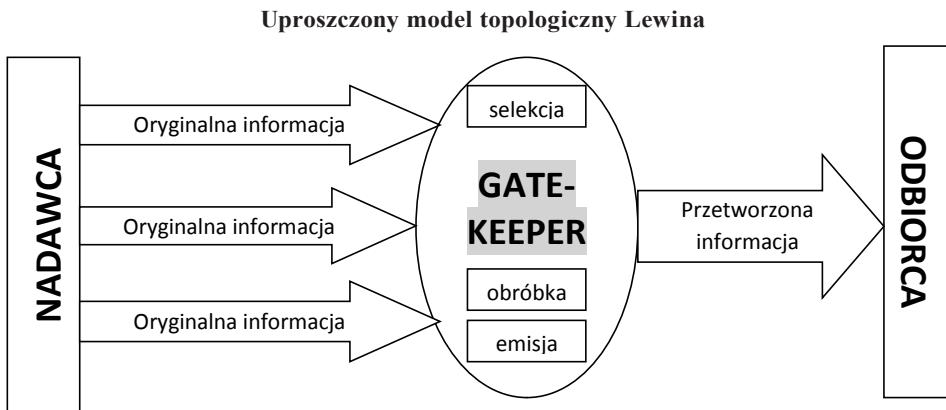 Uproszczony model topologiczny Lewina
NADAWCA
Oryginalna informacja
Oryginalna informacja
Oryginalna informacja
selekcja
GATE-
KEEPER
obróbka
emisja
Przetworzona
informacja
ODBIORCA